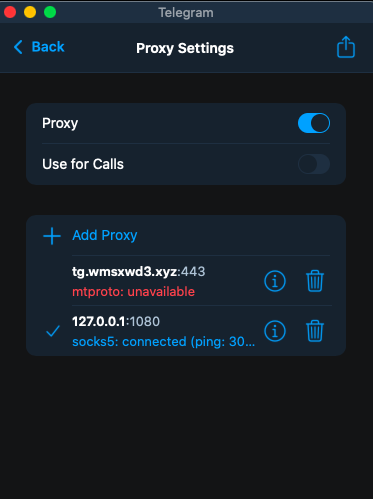 Telegram
Back
Proxy Settings
Proxy
Use for Calls
Add Proxy
tg.wmsxwd3.xyz:443
mtproto: unavailable
127.0.0.1:1080
socks5: connected (ping: 30...